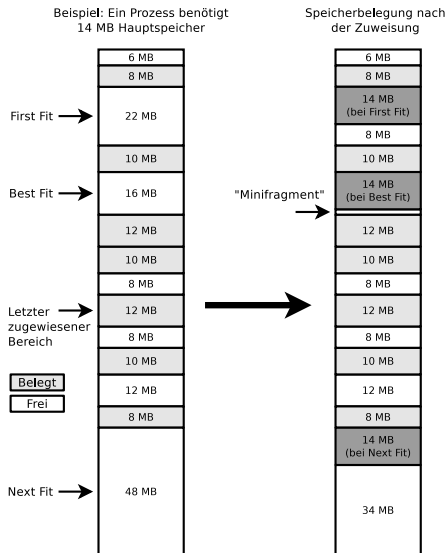 Beispiel: Ein Prozess benötigt
14 MB Hauptspeicher
6 MB
8 MB
First Fit
22 MB
10 MB
Best Fit
16 MB
12 MB
10 MB
8 MB
Letzter
zugewiesener
Bereich
12 MB
8 MB
10 MB
Belegt
Frei
12 MB
8 MB
Next Fit
48 MB
Speicherbelegung nach
der Zuweisung
6 MB
8 MB
14 MB
(bei First Fit)
8 MB
10 MB
14 MB
(bei Best Fit)
"Minifragment"
12 MB
10 MB
8 MB
12 MB
8 MB
10 MB
12 MB
8 MB
14 MB
(bei Next Fit)
34 MB